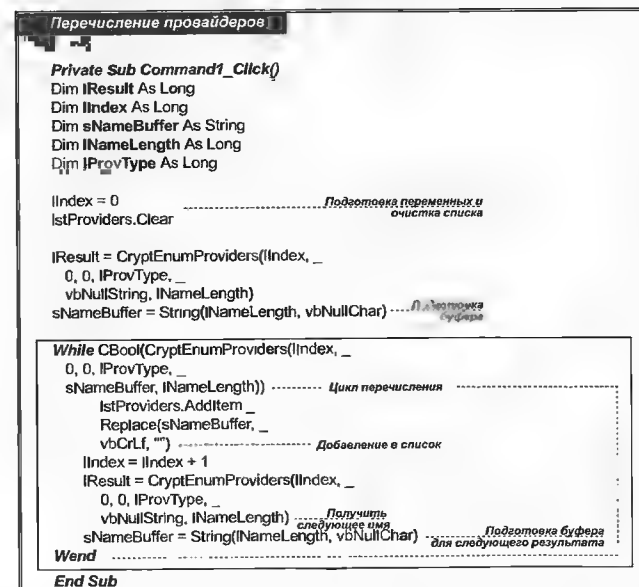 Перечисление провайдеров
Private Sub Command1_Click()
Dim lResult As Long
Dim lIndex As Long
Dim sNameBuffer As String
Dim lNameLength As Long
Dim lProvType As Long
lIndex = 0
Подготовка переменных и
очистка списка
lstProviders.Clear
lResult = CryptEnumProviders(lIndex, _
0, 0, lProvType, _
vbNullString, lNameLength)
sNameBuffer = String(lNameLength, vbNullChar) Подготовка
буфера
While CBool(CryptEnumProviders(lIndex, _
0, 0, lProvType, _
sNameBuffer, lNameLength)) Цикл перечисления
lstProviders.AddItem _
Replace(sNameBuffer, _
vbCrLf, "") Добавление в список
lIndex = lIndex + 1
lResult = CryptEnumProviders(lIndex, _
0, 0, lProvType, _
vbNullString, lNameLength) Получить
следующее имя
sNameBuffer = String(lNameLength, vbNullChar) Подготовка буфера
для следующего результата
Wend
End Sub